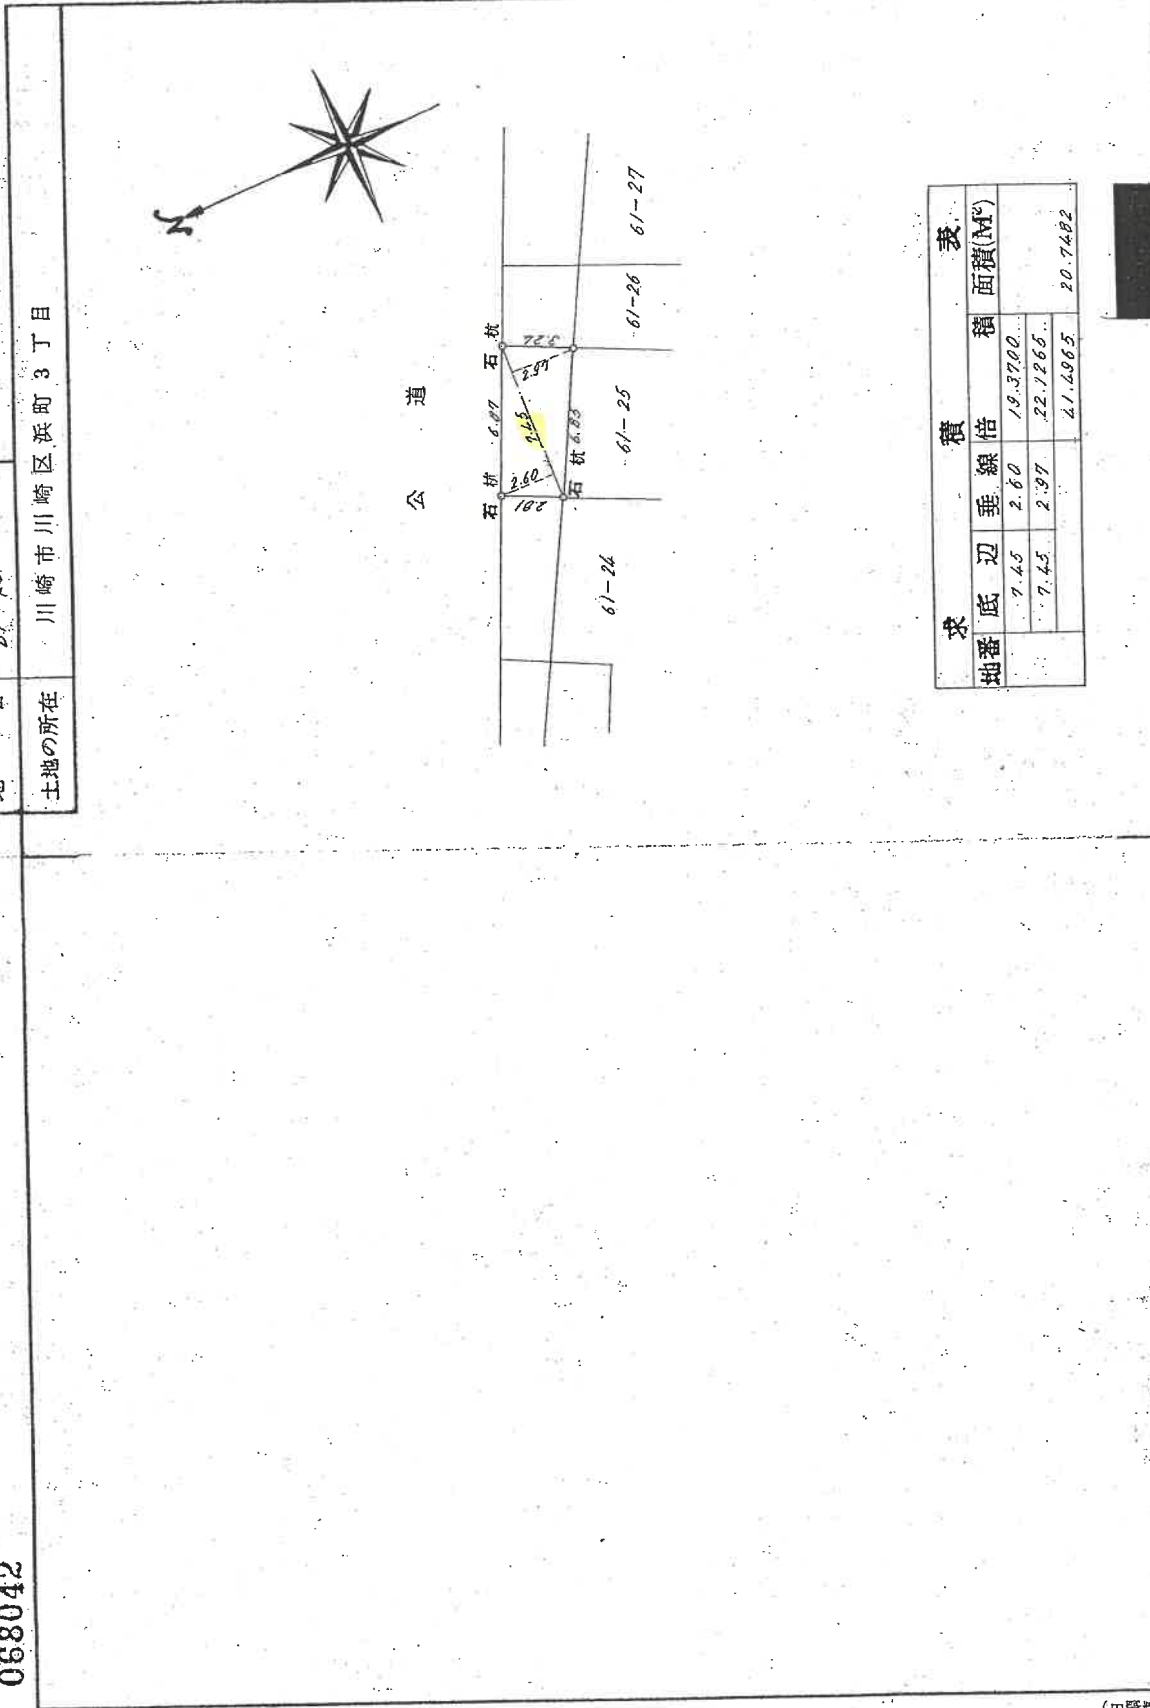 土地の所在 川崎市川崎区浜町3丁目
N
公道
石杭 6.87 石杭
2.81 2.60 7.45 2.97 3.22
石杭 6.83
61-24 61-25 61-26 61-27
求積表
地番 底辺 垂線 倍積 面積(M²)
7.45 2.60 19.3700
7.45 2.97 22.1265
41.4965 20.7482
068042